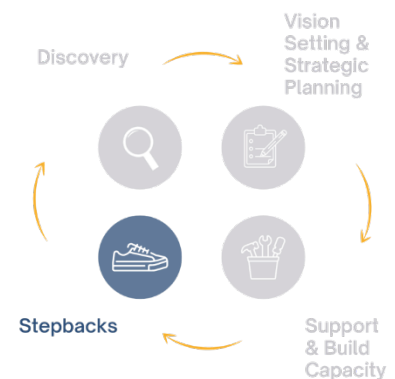 Discovery
Vision
Setting &
Strategic
Planning
Stepbacks
Support
& Build
Capacity